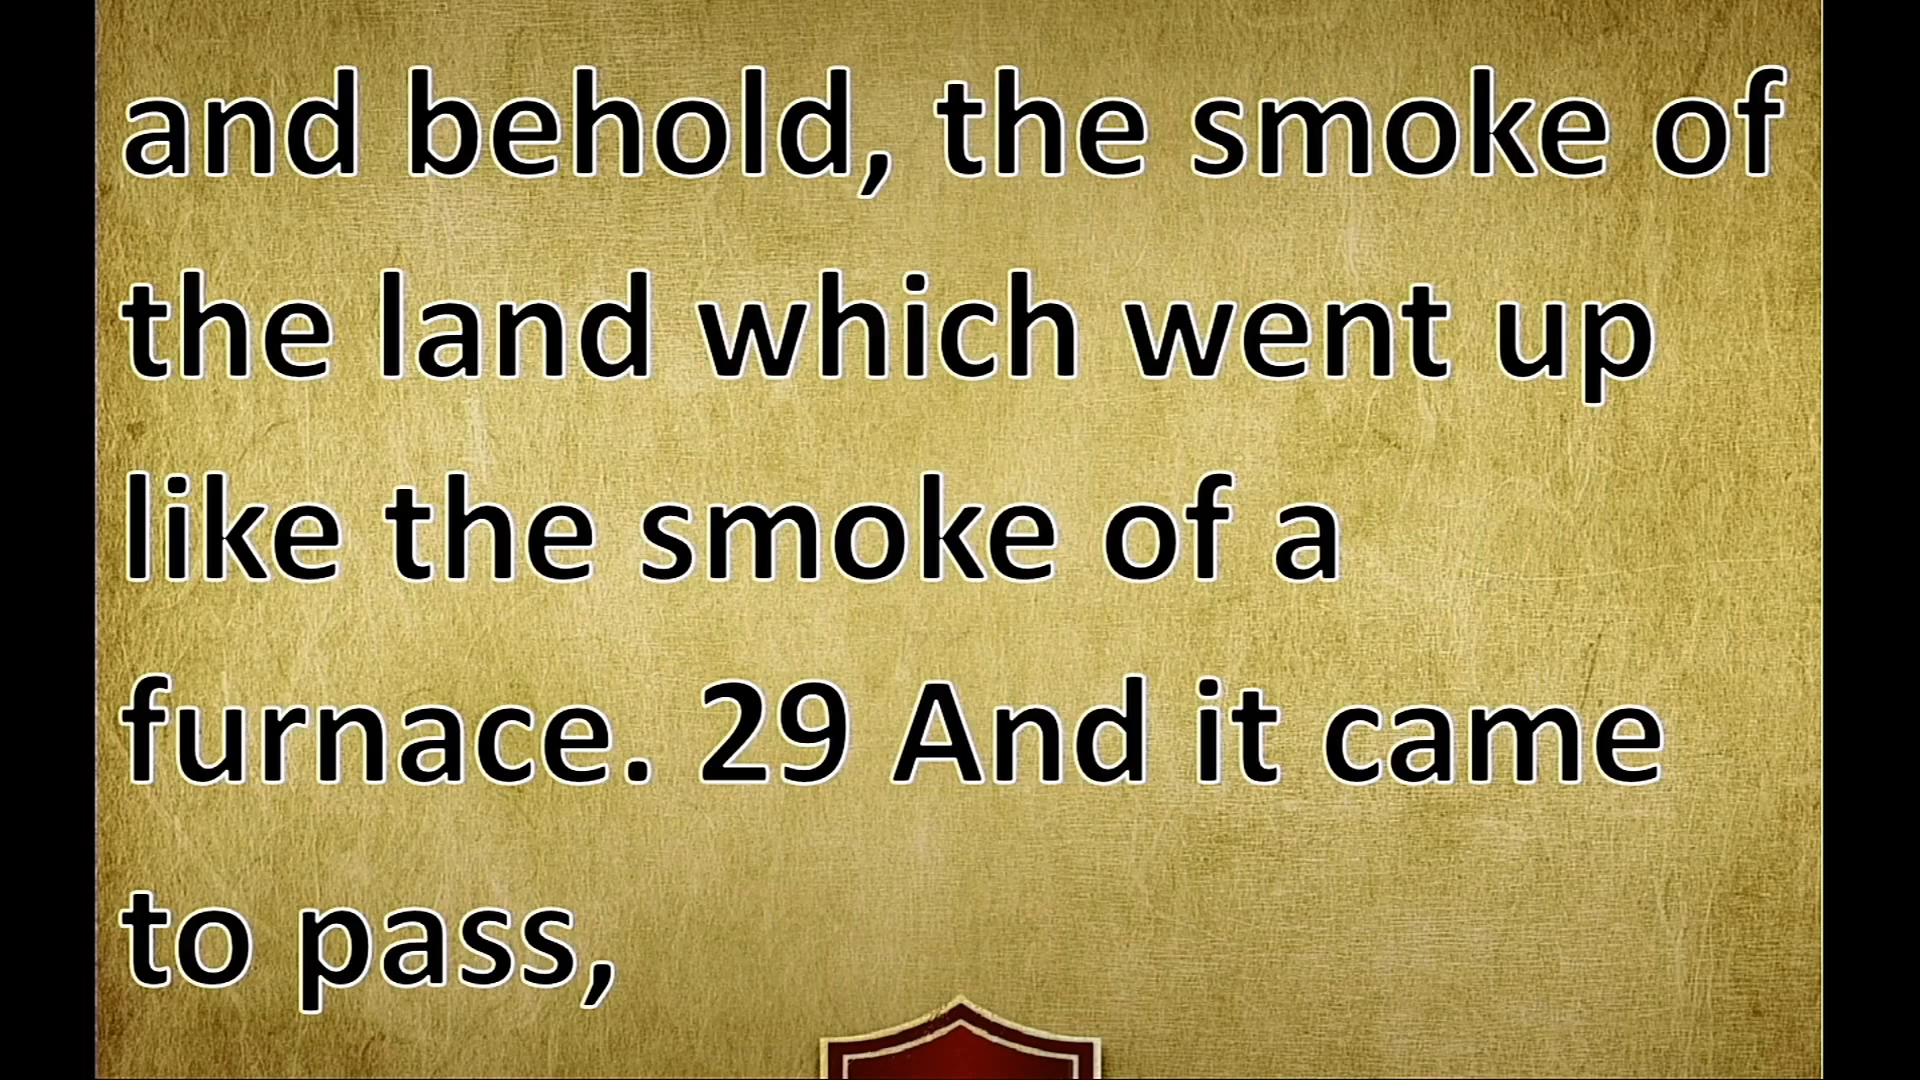 and behold, the smoke of
the land which went up
like the smoke of a
furnace. 29 And it came
to pass,